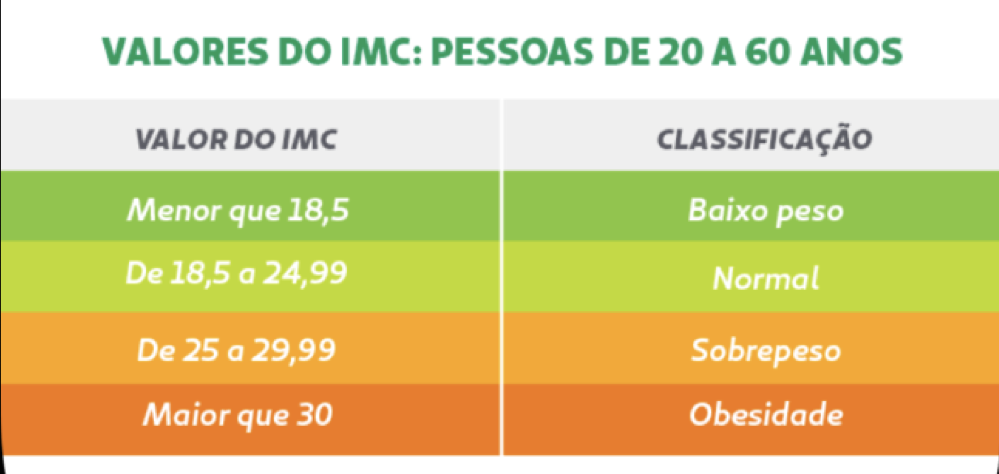 VALORES DO IMC: PESSOAS DE 20 A 60 ANOS
VALOR DO IMC CLASSIFICAÇÃO
Menor que 18,5 Baixo peso
De 18,5 a 24,99 Normal
De 25 a 29,99 Sobrepeso
Maior que 30 Obesidade